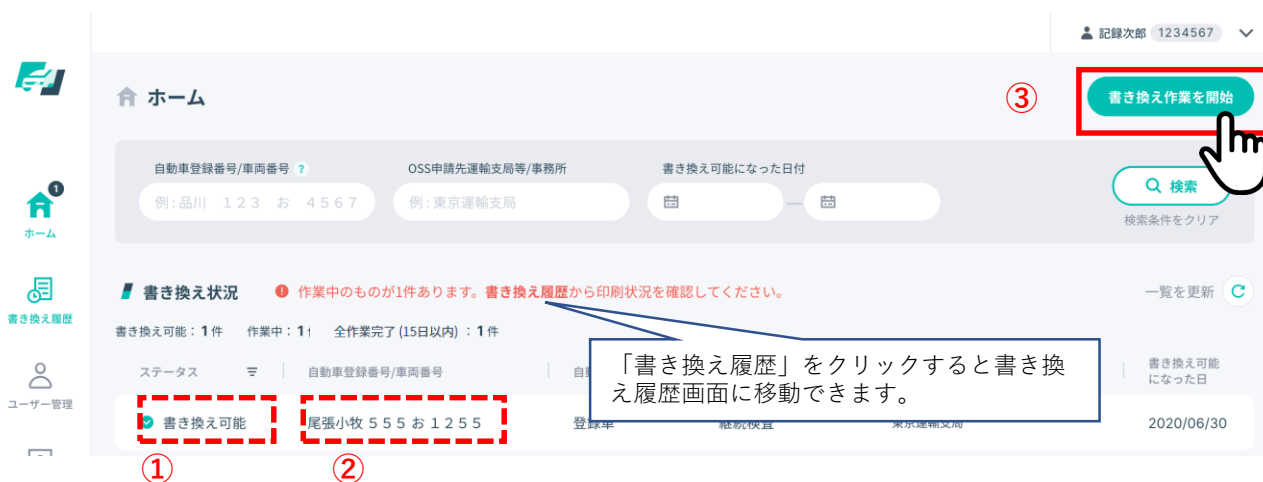 記録次郎 1234567
ホーム
③
書き換え作業を開始
自動車登録番号/車両番号 ?
OSS申請先運輸支局等/事務所
書き換え可能になった日付
例:品川 123 お 4567
例:東京運輸支局
—
検索
検索条件をクリア
1
ホーム
書き換え履歴
ユーザー管理
書き換え状況
作業中のものが1件あります。書き換え履歴から印刷状況を確認してください。
一覧を更新
書き換え可能:1件 作業中:1 全作業完了(15日以内):1件
「書き換え履歴」をクリックすると書き換
え履歴画面に移動できます。
ステータス
自動車登録番号/車両番号
書き換え可能
になった日
書き換え可能
尾張小牧 555 お 1255
登録車
継続検査
東京運輸支局
2020/06/30
①
②